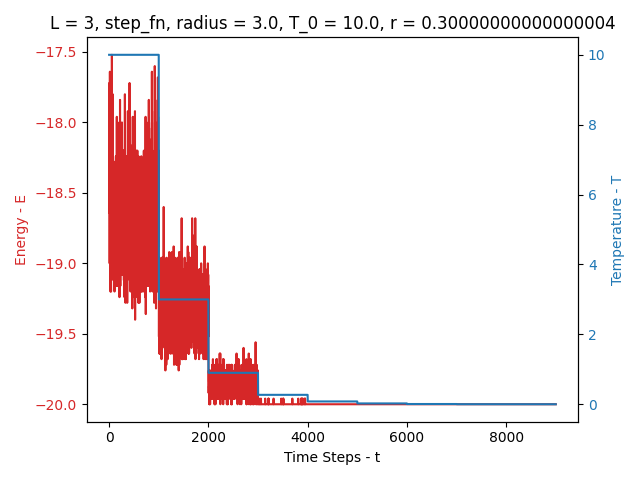 L = 3, step_fn, radius = 3.0, T_0 = 10.0, r = 0.30000000000000004
−17.5
−18.0
−18.5
−19.0
−19.5
−20.0
Energy - E
10
8
6
4
2
0
Temperature - T
0 2000 4000 6000 8000
Time Steps - t